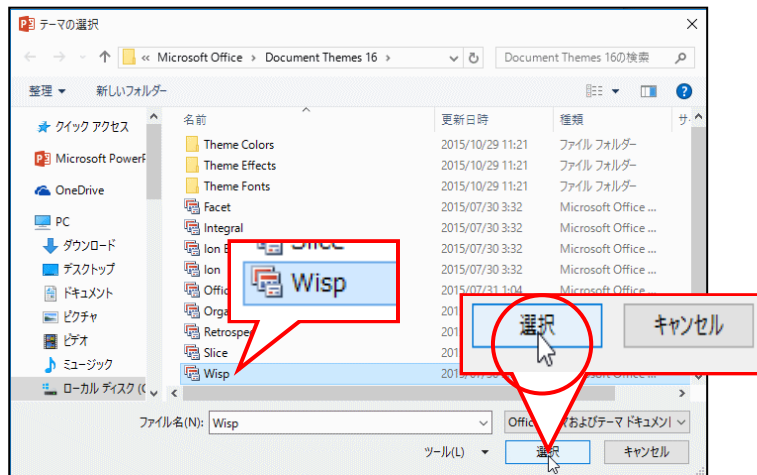 テーマの選択
« Microsoft Office > Document Themes 16 >
Document Themes 16の検索
整理 新しいフォルダー
名前 更新日時 種類 サ
クイック アクセス
Microsoft PowerP
OneDrive
PC
ダウンロード
デスクトップ
ドキュメント
ピクチャ
ビデオ
ミュージック
ローカル ディスク (C
Theme Colors 2015/10/29 11:21 ファイル フォルダー
Theme Effects 2015/10/29 11:21 ファイル フォルダー
Theme Fonts 2015/10/29 11:21 ファイル フォルダー
Facet 2015/07/30 3:32 Microsoft Office ...
Integral 2015/07/30 3:32 Microsoft Office ...
Ion B 2015/07/30 3:32 Microsoft Office ...
Ion 2015/07/30 3:32 Microsoft Office ...
Offic 2015/07/31 1:04 Microsoft Office ...
Orga 201
Retrospe 201
Slice 201
Wisp
Slice
Wisp
選択 キャンセル
ファイル名(N): Wisp
ツール(L) 選択 キャンセル